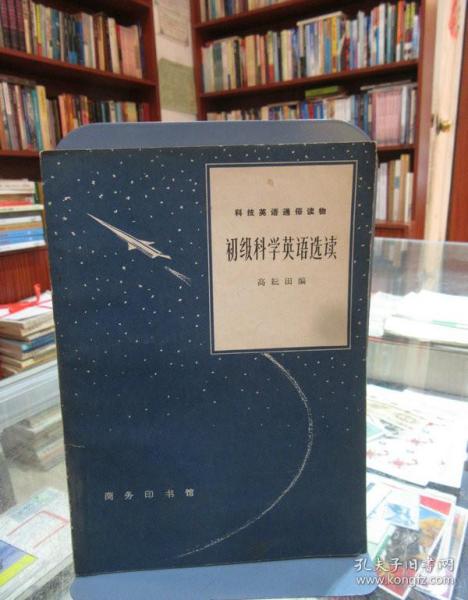 科技英语通俗读物
初级科学英语选读
高耘田编
商务印书馆
孔夫子旧书网
www.kongfz.com